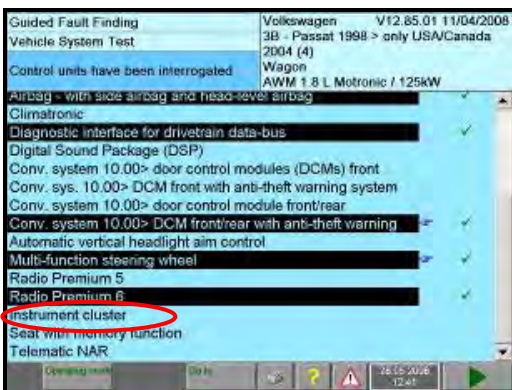 Guided Fault Finding
Vehicle System Test
Control units have been interrogated
Volkswagen V12.85.01 11/04/2008
3B - Passat 1998 > only USA/Canada
2004 (4)
Wagon
AWM 1.8 L Motronic / 125kW
Airbag - with side airbag and head-level airbag
Climatronic
Diagnostic interface for drivetrain data-bus
Digital Sound Package (DSP)
Conv. system 10.00> door control modules (DCMs) front
Conv. sys. 10.00> DCM front with anti-theft warning system
Conv. system 10.00> door control module front/rear
Conv. system 10.00> DCM front/rear with anti-theft warning
Automatic vertical headlight aim control
Multi-function steering wheel
Radio Premium 5
Radio Premium 6
Instrument cluster
Seat with memory function
Telematic NAR
Operating mode
Go to
?
12:41